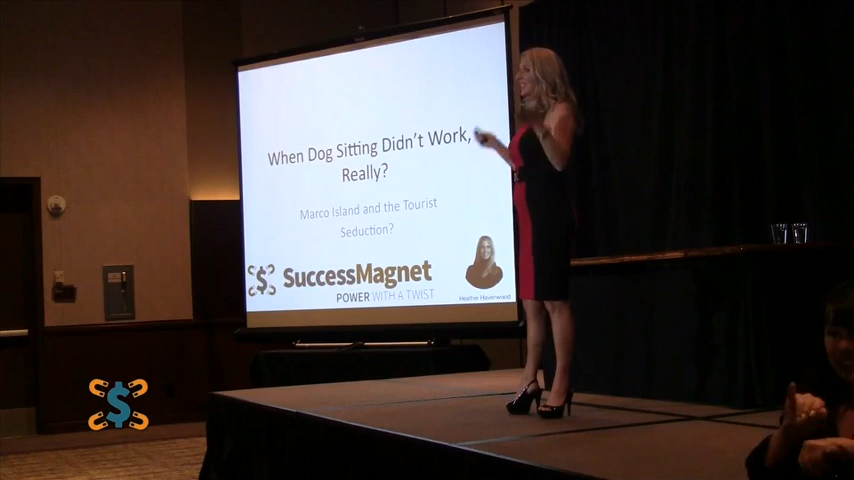 When Dog Sitting Didn't Work,
Really?
Marco Island and the Tourist
Seduction?
$ SuccessMagnet
POWER WITH A TWIST
Heather Havenwood
$